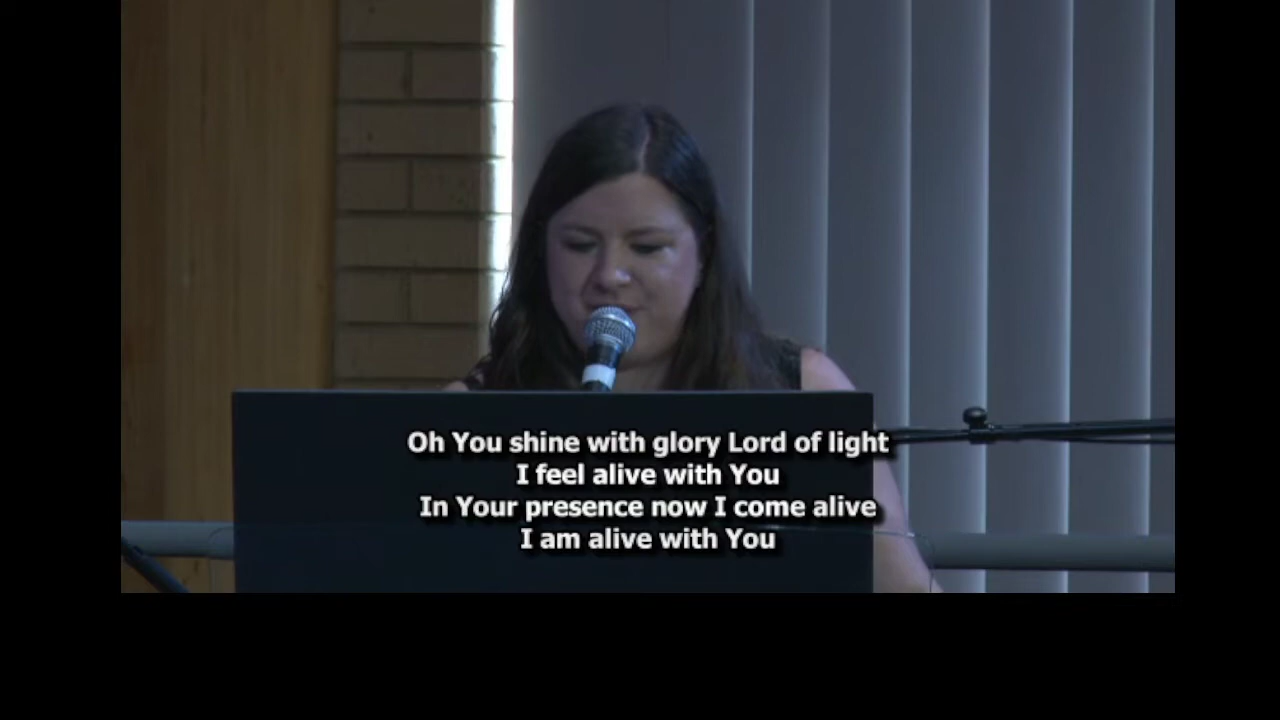 Oh You shine with glory Lord of light
I feel alive with You
In Your presence now I come alive
I am alive with You